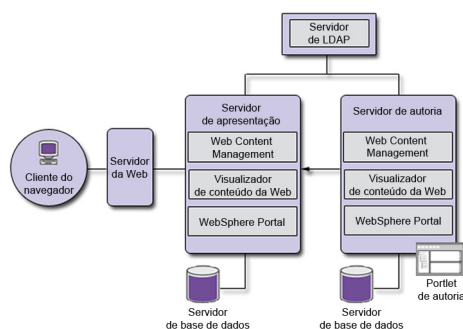 Servidor
de LDAP
Servidor
de apresentação
Web Content
Management
Visualizador
de conteúdo da Web
WebSphere Portal
Servidor de autoria
Web Content
Management
Visualizador
de conteúdo da Web
WebSphere Portal
Cliente do
navegador
Servidor
da Web
Servidor
de base de dados
Servidor
de base de dados
Portlet
de autoria